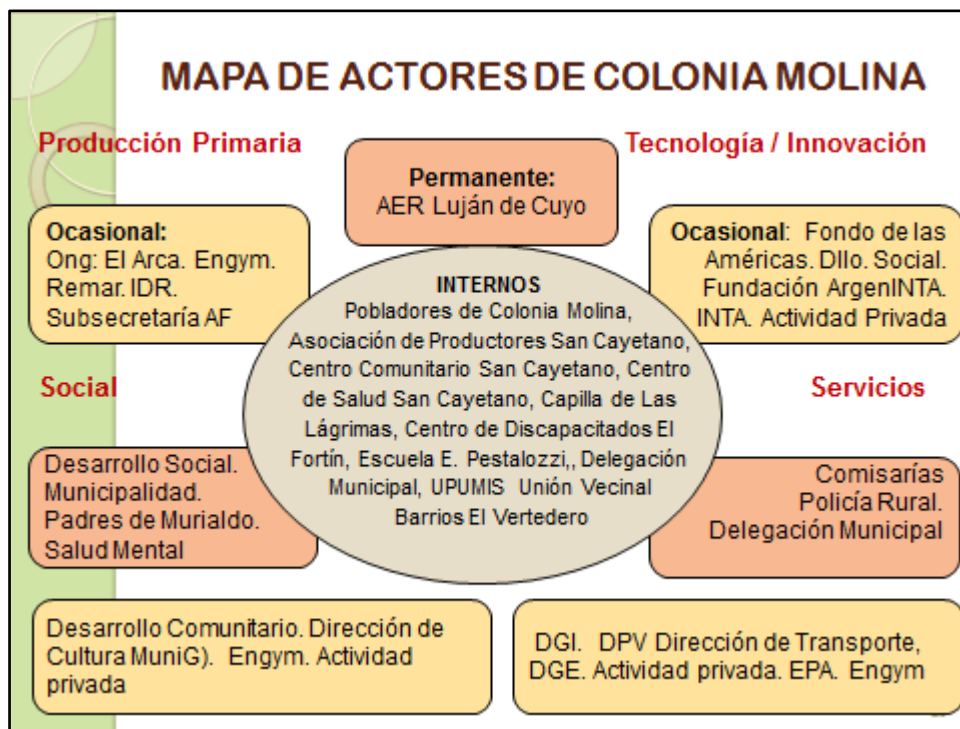 MAPA DE ACTORES DE COLONIA MOLINA
Producción Primaria
Tecnología / Innovación
Permanente:
AER Luján de Cuyo
Ocasional:
Ong: El Arca. Engym.
Remar. IDR.
Subsecretaría AF
Ocasional: Fondo de las
Américas. Dllo. Social.
Fundación ArgenINTA.
INTA. Actividad Privada
INTERNOS
Pobladores de Colonia Molina,
Asociación de Productores San Cayetano,
Centro Comunitario San Cayetano, Centro
de Salud San Cayetano, Capilla de Las
Lágrimas, Centro de Discapacitados El
Fortín, Escuela E. Pestalozzi,, Delegación
Municipal, UPUMIS Unión Vecinal
Barrios El Vertedero
Social
Servicios
Desarrollo Social.
Municipalidad.
Padres de Murialdo.
Salud Mental
Comisarías
Policía Rural.
Delegación Municipal
Desarrollo Comunitario. Dirección de
Cultura MuniG). Engym. Actividad
privada
DGI. DPV Dirección de Transporte,
DGE. Actividad privada. EPA. Engym